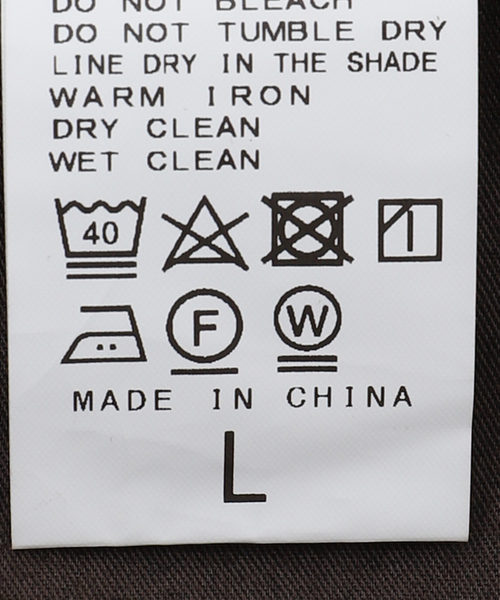 DO NOT BLEACH
DO NOT TUMBLE DRY
LINE DRY IN THE SHADE
WARM IRON
DRY CLEAN
WET CLEAN
40
F W
MADE IN CHINA
L